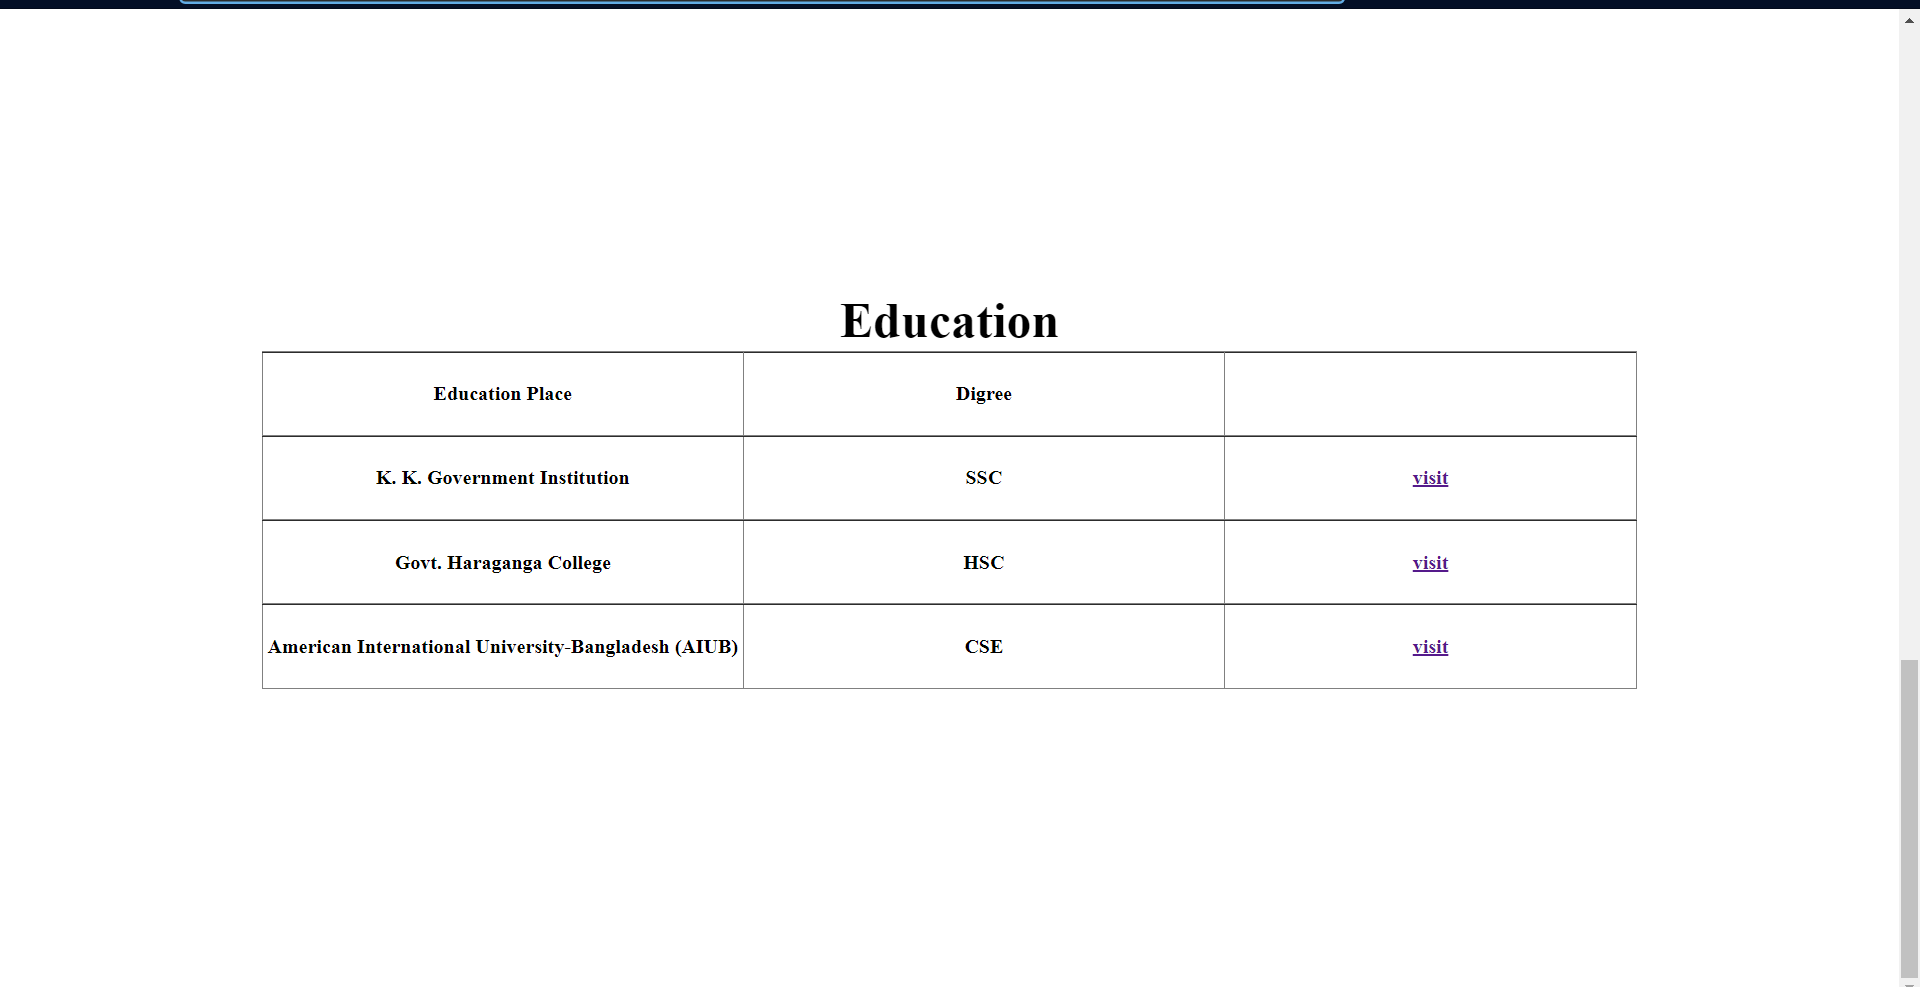 Education
Education Place Digree
K. K. Government Institution SSC visit
Govt. Haraganga College HSC visit
American International University-Bangladesh (AIUB) CSE visit